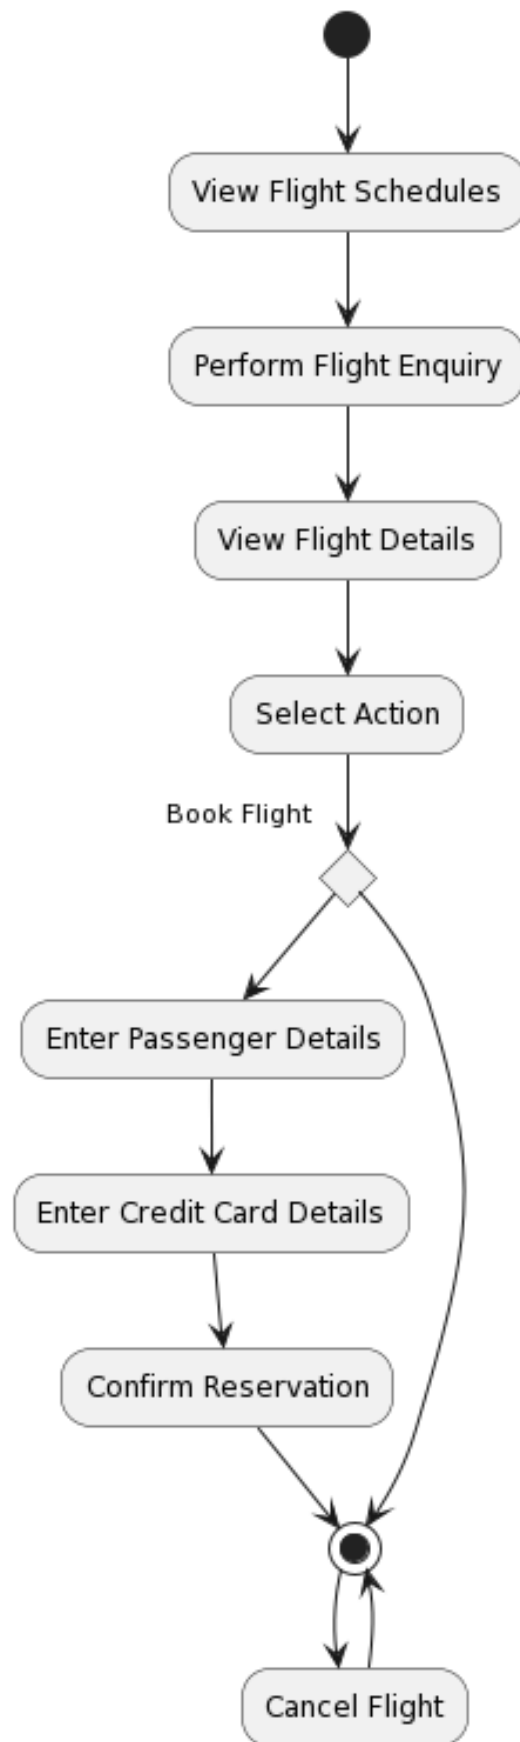 View Flight Schedules
Perform Flight Enquiry
View Flight Details
Select Action
Book Flight
Enter Passenger Details
Enter Credit Card Details
Confirm Reservation
Cancel Flight